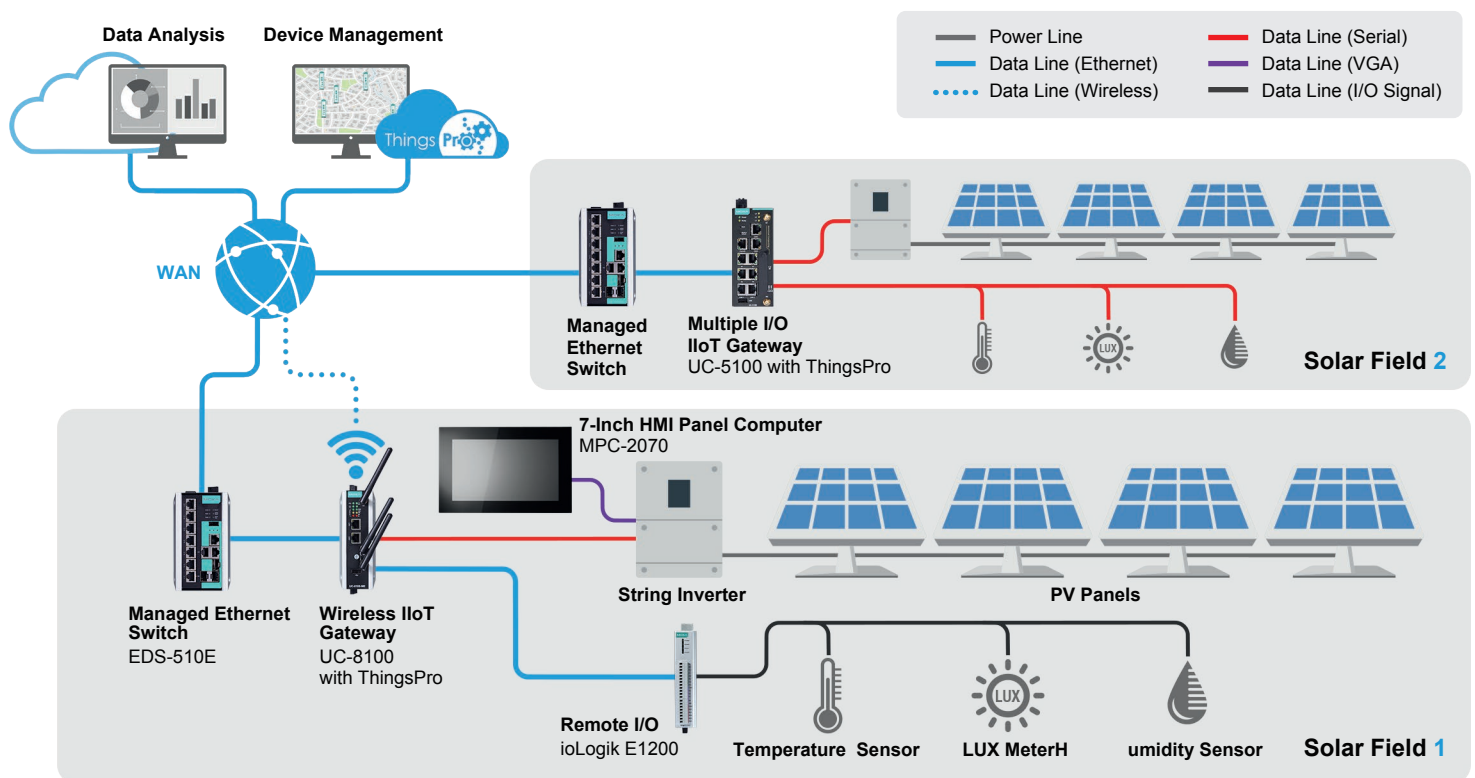 Data Analysis
Device Management
Things Pro
Power Line
Data Line (Ethernet)
Data Line (Wireless)
Data Line (Serial)
Data Line (VGA)
Data Line (I/O Signal)
WAN
Managed
Ethernet
Switch
Multiple I/O
IIoT Gateway
UC-5100 with ThingsPro
LUX
Solar Field 2
7-Inch HMI Panel Computer
MPC-2070
String Inverter
PV Panels
Managed Ethernet
Switch
EDS-510E
Wireless IIoT
Gateway
UC-8100
with ThingsPro
Remote I/O
ioLogik E1200
LUX
Temperature Sensor
LUX MeterH
umidity Sensor
Solar Field 1